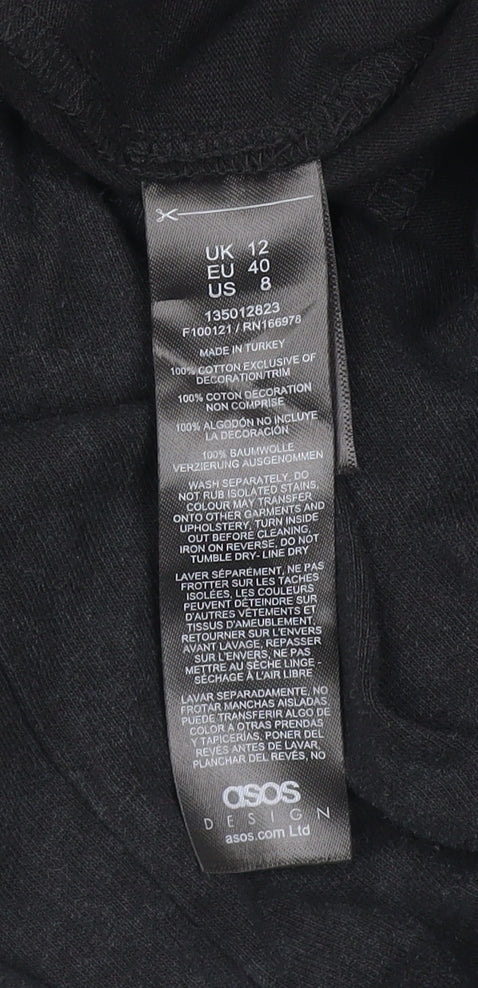 UK 12
EU 40
US 8
135012823
F100121 / RN166978
MADE IN TURKEY
100% COTTON EXCLUSIVE OF
DECORATION/TRIM
100% COTON DECORATION
NON COMPRISE
100% ALGODÓN NO INCLUYE
LA DECORACIÓN
100% BAUMWOLLE
VERZIERUNG AUSGENOMMEN
WASH SEPARATELY, DO
NOT RUB ISOLATED STAINS,
COLOUR MAY TRANSFER
ONTO OTHER GARMENTS AND
UPHOLSTERY, TURN INSIDE
OUT BEFORE CLEANING,
IRON ON REVERSE, DO NOT
TUMBLE DRY- LINE DRY
LAVER SÉPARÉMENT, NE PAS
FROTTER SUR LES TACHES
ISOLÉES, LES COULEURS
PEUVENT DÉTEINDRE SUR
D'AUTRES VÊTEMENTS ET
TISSUS D'AMEUBLEMENT,
RETOURNER SUR L'ENVERS
AVANT LAVAGE, REPASSER
SUR L'ENVERS, NE PAS
METTRE AU SÈCHE LINGE -
SÉCHAGE À L'AIR LIBRE
LAVAR SEPARADAMENTE, NO
FROTAR MANCHAS AISLADAS,
PUEDE TRANSFERIR ALGO DE
COLOR A OTRAS PRENDAS
Y TAPICERÍAS, PONER DEL
REVÉS ANTES DE LAVAR,
PLANCHAR DEL REVÉS, NO
asos
DESIGN
asos.com Ltd